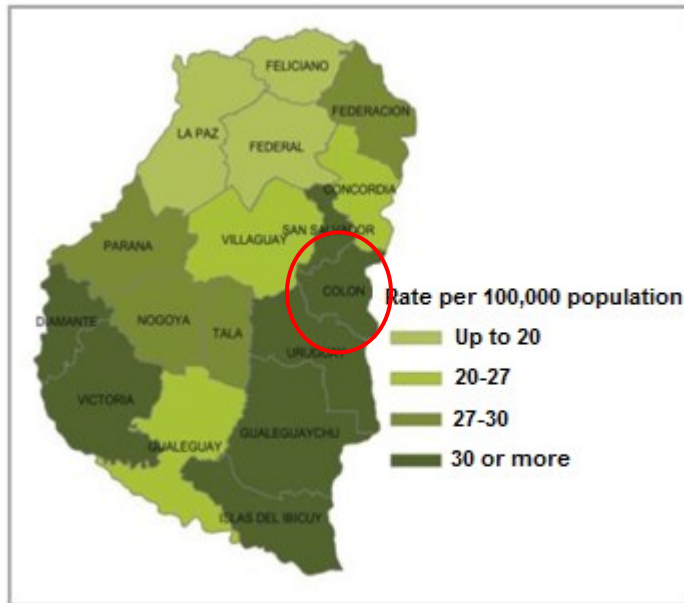 FELICIANO
FEDERACION
LA PAZ
FEDERAL
CONCORDIA
SAN SALVADOR
VILLAGUAY
PARANA
COLON
Rate per 100,000 population
DIAMANTE
NOGOYA
TALA
Up to 20
URUGUAY
20-27
VICTORIA
27-30
GUALEGUAYCHU
GUALEGUAY
30 or more
ISLAS DEL IBICUY